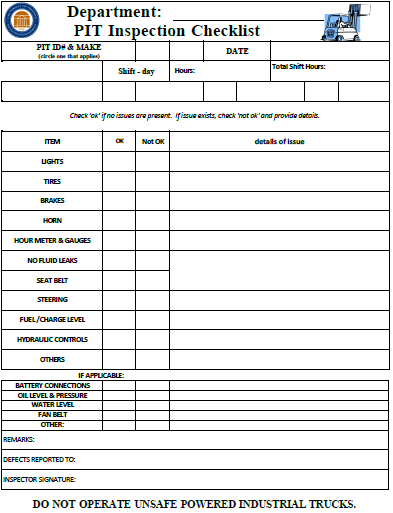 Department: _______________
PIT Inspection Checklist
PIT ID# & MAKE
(circle one that applies)
DATE
Shift - day
Hours:
Total Shift Hours:
Check 'ok' if no issues are present. If issue exists, check 'not ok' and provide details.
ITEM OK Not OK details of issue
LIGHTS
TIRES
BRAKES
HORN
HOUR METER & GAUGES
NO FLUID LEAKS
SEAT BELT
STEERING
FUEL /CHARGE LEVEL
HYDRAULIC CONTROLS
OTHERS
IF APPLICABLE:
BATTERY CONNECTIONS
OIL LEVEL & PRESSURE
WATER LEVEL
FAN BELT
OTHER:
REMARKS:
DEFECTS REPORTED TO:
INSPECTOR SIGNATURE:
DO NOT OPERATE UNSAFE POWERED INDUSTRIAL TRUCKS.